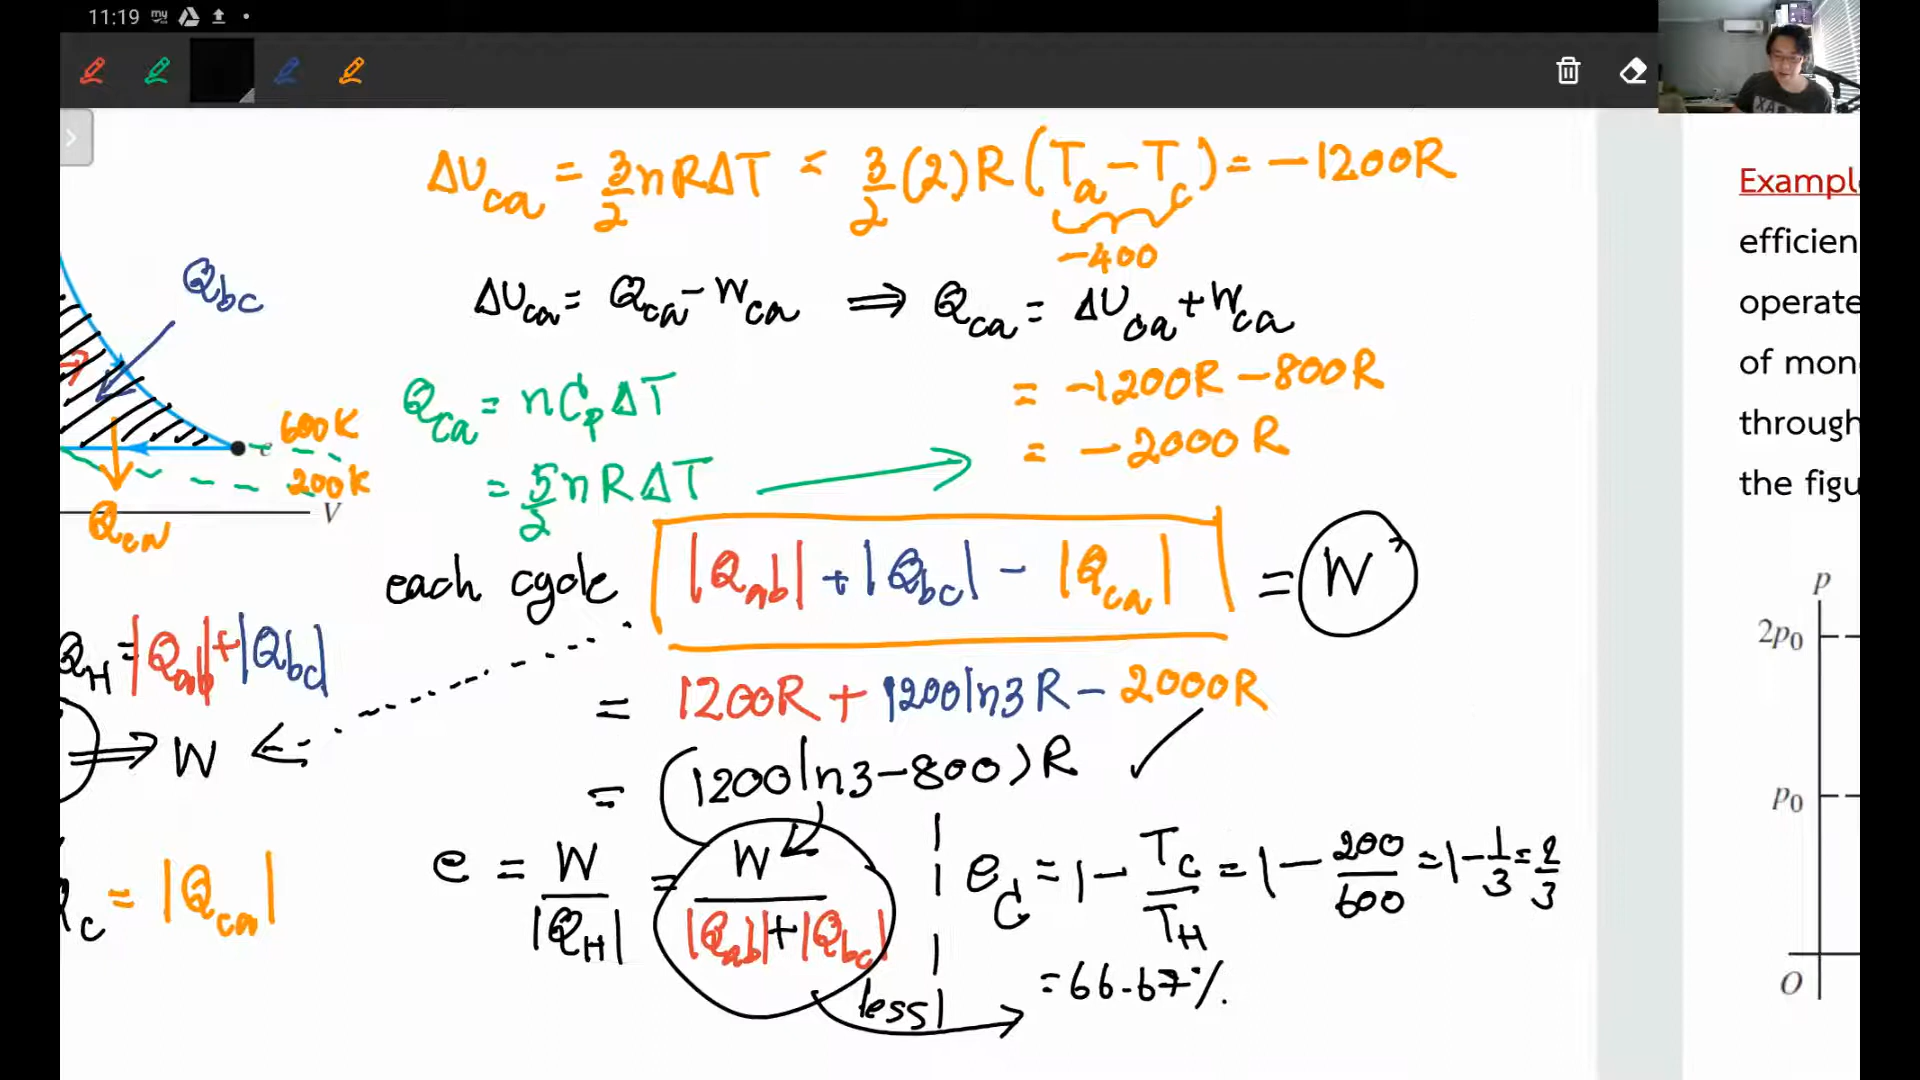 11:19
my
ΔU_ca = 3/2 nRΔT = 3/2 (2)R (T_a - T_c) = -1200R
-400
Q_bc
ΔU_ca = Q_ca - W_ca ⟹ Q_ca = ΔU_ca + W_ca
= -1200R - 800R
= -2000R
Q_ca = nC_pΔT
= 5/2 nRΔT
600K
c
200K
V
Q_ca
each cycle |Q_ab| + |Q_bc| - |Q_ca| = W
= 1200R + 1200ln3R - 2000R
= (1200ln3-800)R
Q_H = |Q_ab| + |Q_bc|
⟹ W
Q_c = |Q_ca|
e = W/|Q_H| = W/(|Q_ab|+|Q_bc|)
e_C = 1 - T_C/T_H = 1 - 200/600 = 1 - 1/3 = 2/3
= 66.67%
less
Exampl
efficien
operate
of mon
through
the figu
p
2p0
p0
O